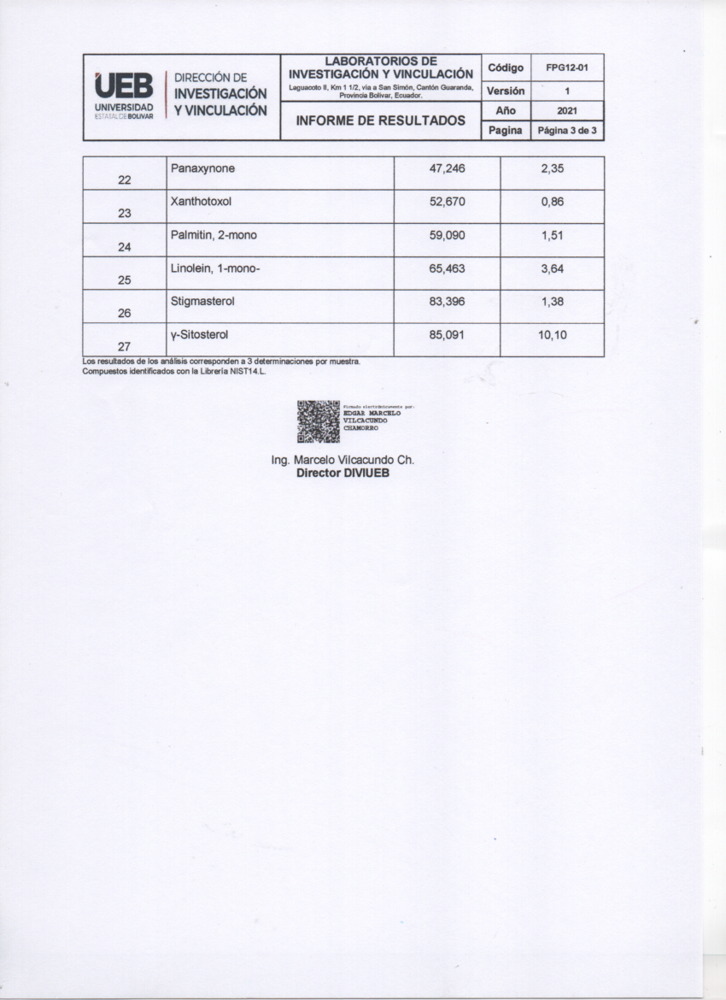 UEB
UNIVERSIDAD
ESTATAL DE BOLIVAR
DIRECCIÓN DE
INVESTIGACIÓN
Y VINCULACIÓN
LABORATORIOS DE
INVESTIGACIÓN Y VINCULACIÓN
Laguacoto II, Km 1 1/2, vía a San Simón, Cantón Guaranda,
Provincia Bolívar, Ecuador.
INFORME DE RESULTADOS
Código FPG12-01
Versión 1
Año 2021
Pagina Página 3 de 3
22 Panaxynone 47,246 2,35
23 Xanthotoxol 52,670 0,86
24 Palmitin, 2-mono 59,090 1,51
25 Linolein, 1-mono- 65,463 3,64
26 Stigmasterol 83,396 1,38
27 γ-Sitosterol 85,091 10,10
Los resultados de los análisis corresponden a 3 determinaciones por muestra.
Compuestos identificados con la Librería NIST14.L.
Firmado electrónicamente por:
EDGAR MARCELO
VILCACUNDO
CHAMORRO
Ing. Marcelo Vilcacundo Ch.
Director DIVIUEB